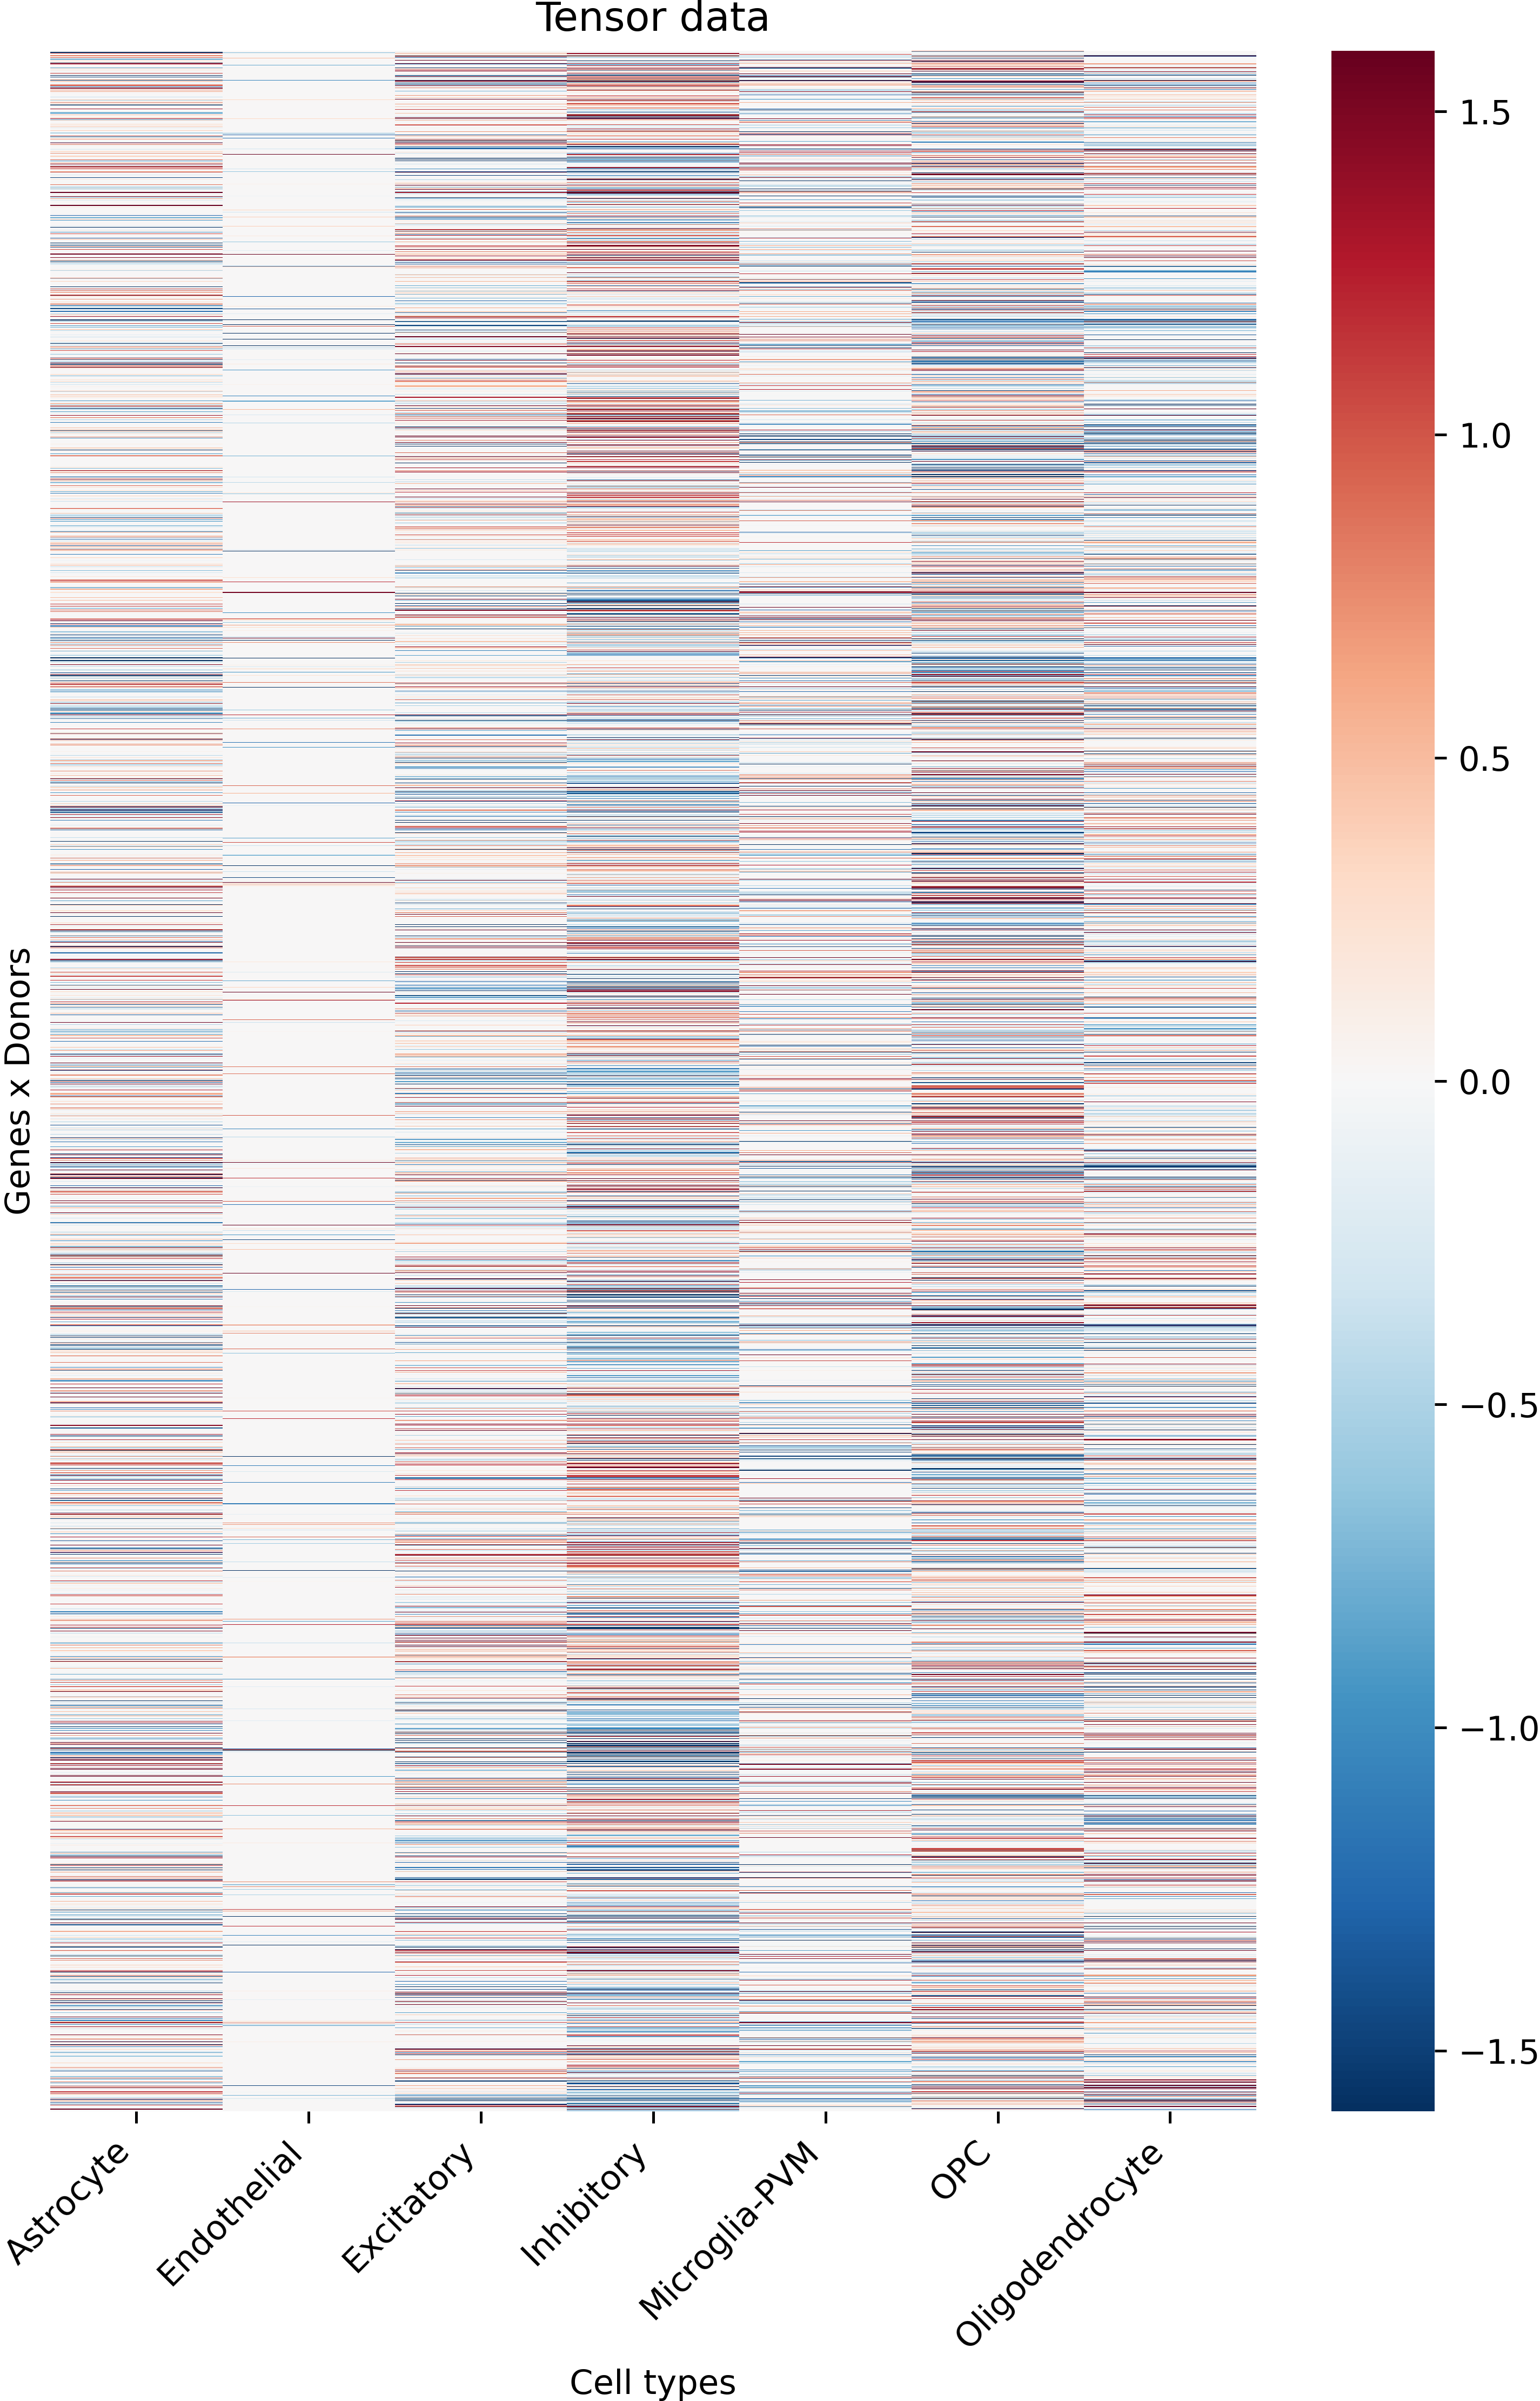 Tensor data
Genes x Donors
1.5
1.0
0.5
0.0
−0.5
−1.0
−1.5
Astrocyte
Endothelial
Excitatory
Inhibitory
Microglia-PVM
OPC
Oligodendrocyte
Cell types